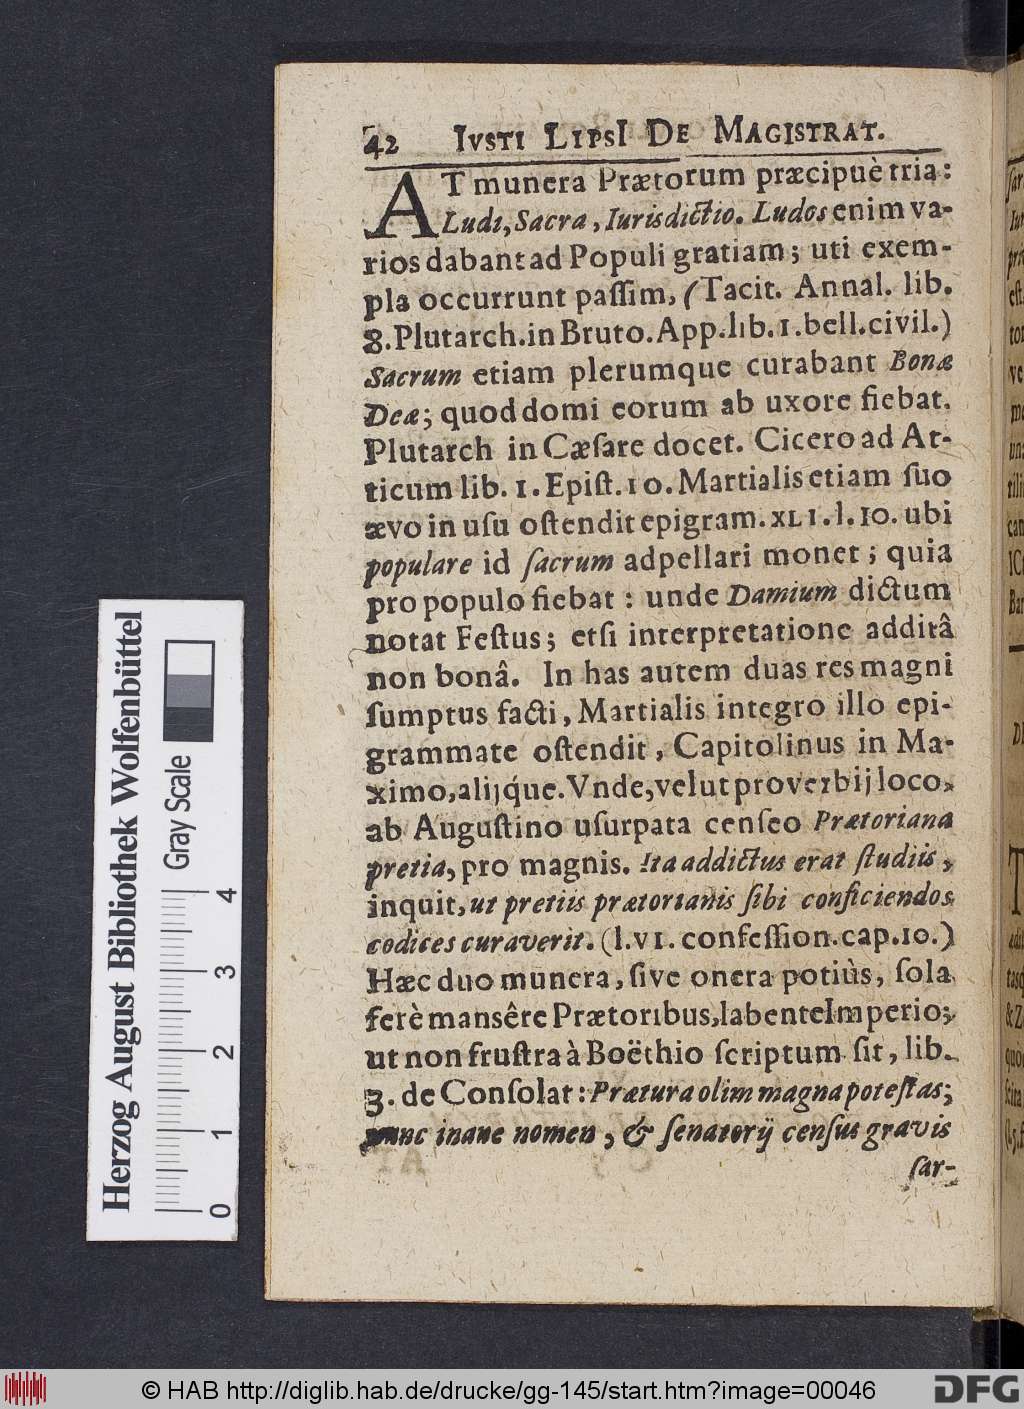 42 IVSTI LIPSI DE MAGISTRAT.
AT munera Prætorum præcipuè tria:
Ludi, Sacra, Iurisdictio. Ludos enim va-
rios dabant ad Populi gratiam; uti exem-
pla occurrunt paſſim, (Tacit. Annal. lib.
8. Plutarch. in Bruto. App. lib. 1. bell. civil.)
Sacrum etiam plerumque curabant Bonæ
Deæ; quod domi eorum ab uxore fiebat.
Plutarch in Cæſare docet. Cicero ad At-
ticum lib. 1. Epiſt. 10. Martialis etiam ſuo
ævo in uſu oſtendit epigram. XLI. l. 10. ubi
populare id ſacrum adpellari monet; quia
pro populo fiebat: unde Damium dictum
notat Feſtus; etſi interpretatione additâ
non bonâ. In has autem duas res magni
ſumptus facti, Martialis integro illo epi-
grammate oſtendit, Capitolinus in Ma-
ximo, alijq́ue. Vnde, velut proverbij loco,
ab Auguſtino uſurpata cenſeo Prætoriana
pretia, pro magnis. Ita addictus erat ſtudiis,
inquit, ut pretiis prætorianis ſibi conficiendos
codices curaverit. (l. VI. confeſſion. cap. 10.)
Hæc duo munera, ſive onera potiùs, ſola
ferè mansêre Prætoribus, labente Imperio;
ut non fruſtra à Boëthio ſcriptum ſit, lib.
3. de Conſolat: Prætura olim magna poteſtas;
nunc inane nomen, & ſenatorij cenſus gravis
ſar-
Herzog August Bibliothek Wolfenbüttel
Gray Scale
0 1 2 3 4
© HAB http://diglib.hab.de/drucke/gg-145/start.htm?image=00046
DFG